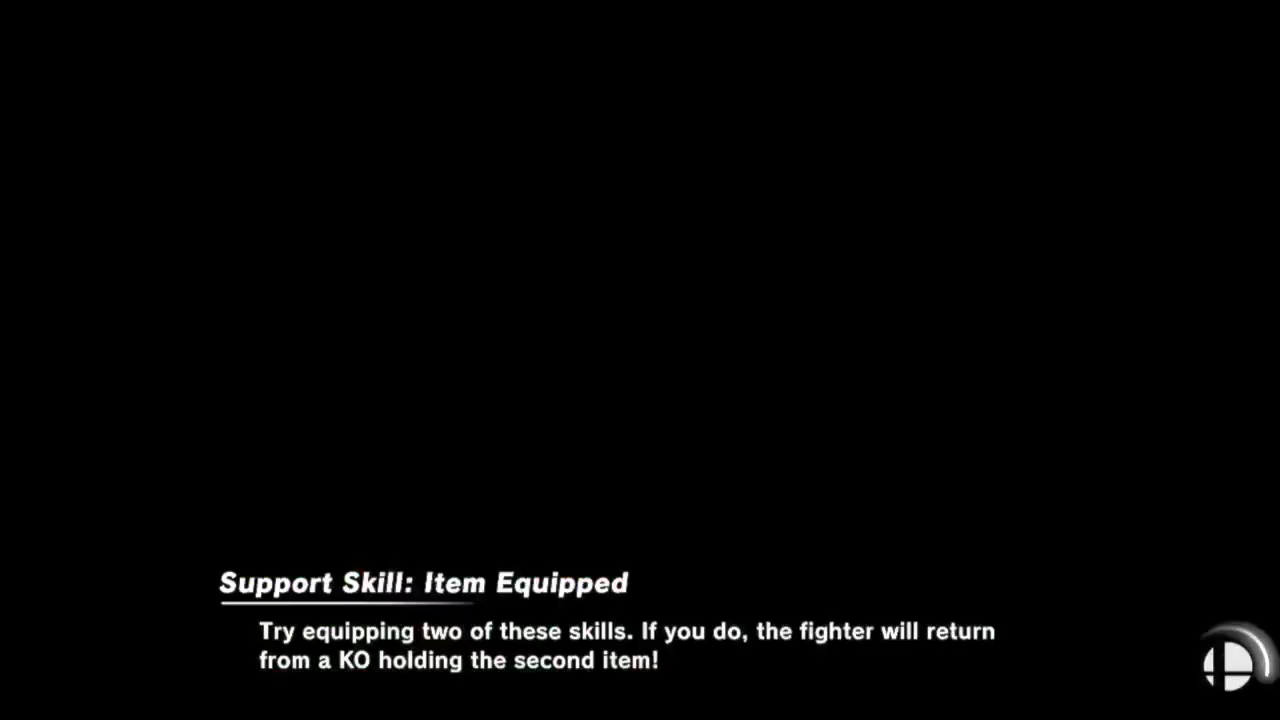 Support Skill: Item Equipped
Try equipping two of these skills. If you do, the fighter will return
from a KO holding the second item!